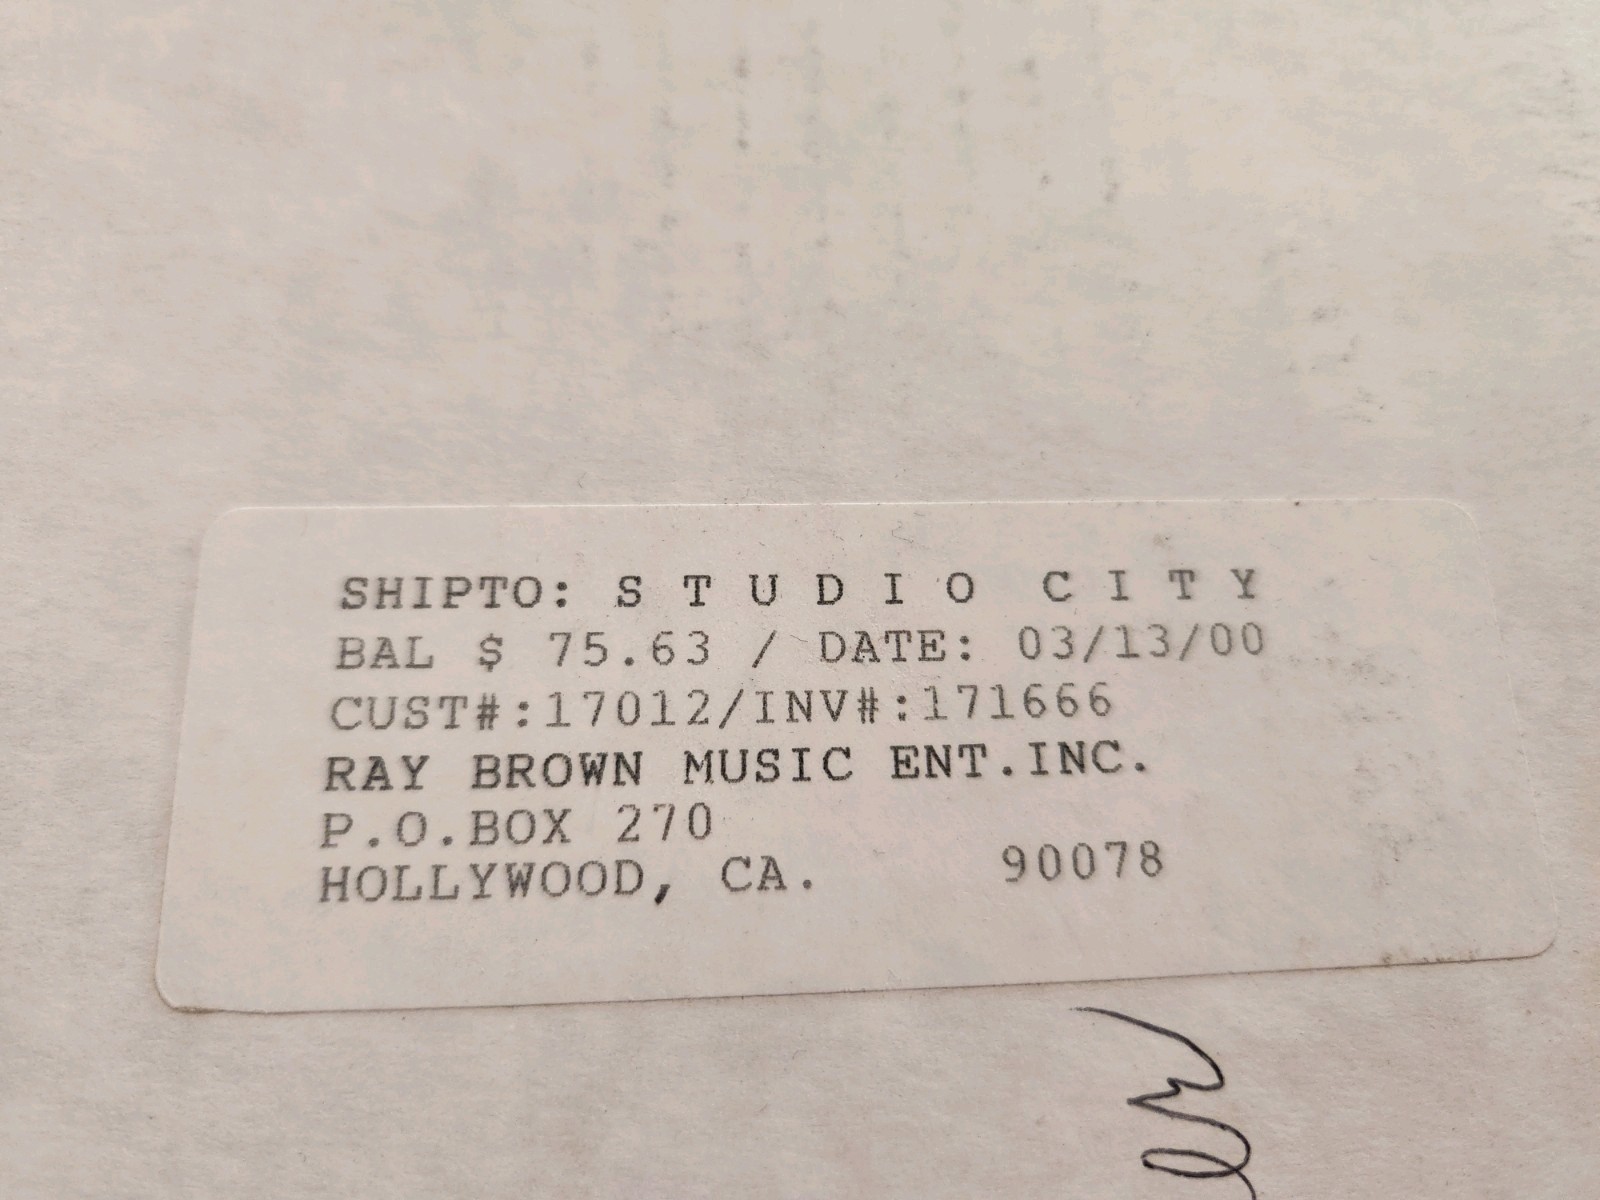 SHIPTO: S T U D I O  C I T Y
BAL $ 75.63 / DATE: 03/13/00
CUST#:17012/INV#:171666
RAY BROWN MUSIC ENT.INC.
P.O.BOX 270
HOLLYWOOD, CA. 90078